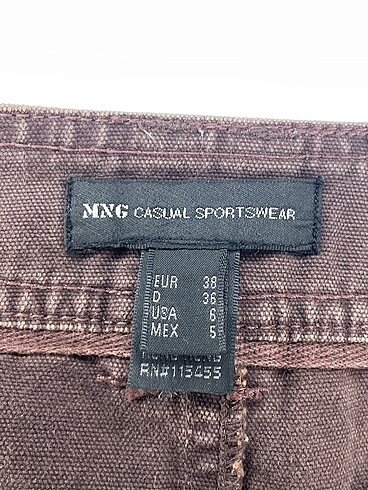 MNG CASUAL SPORTSWEAR
EUR 38
D 36
USA 6
MEX 5
RN#115455